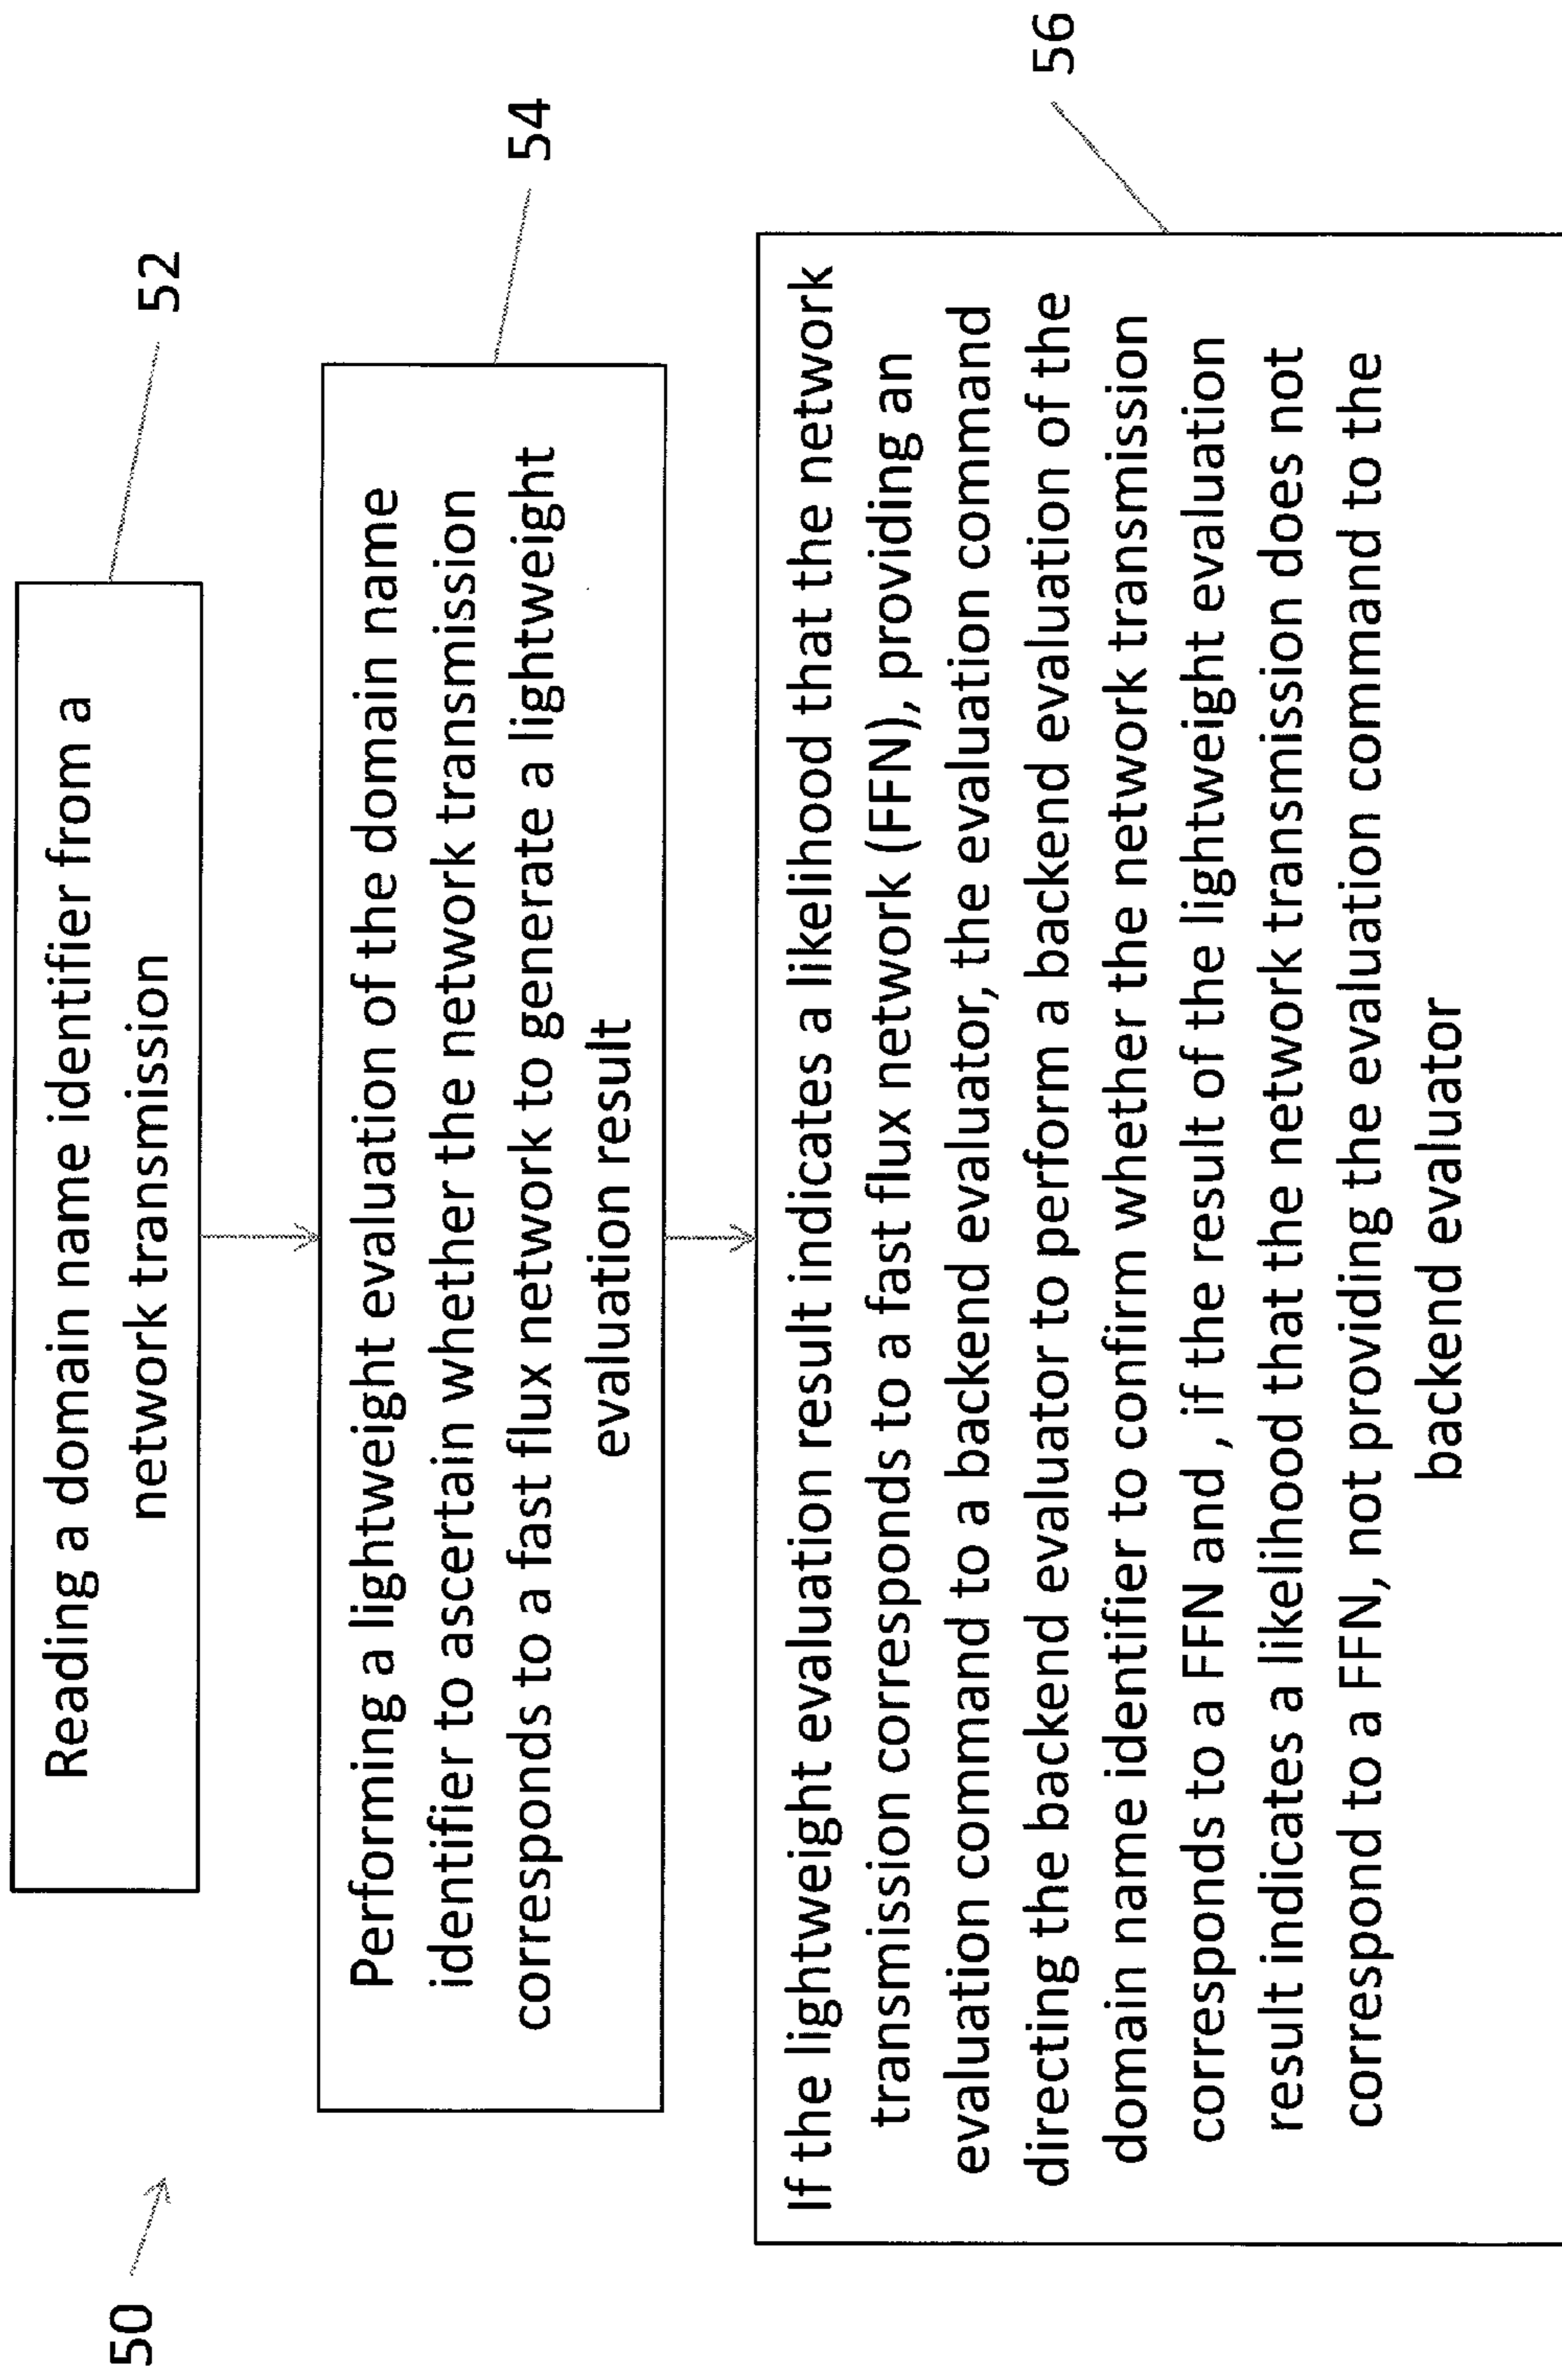 50
Reading a domain name identifier from a
network transmission
52
Performing a lightweight evaluation of the domain name
identifier to ascertain whether the network transmission
corresponds to a fast flux network to generate a lightweight
evaluation result
54
If the lightweight evaluation result indicates a likelihood that the network
transmission corresponds to a fast flux network (FFN), providing an
evaluation command to a backend evaluator, the evaluation command
directing the backend evaluator to perform a backend evaluation of the
domain name identifier to confirm whether the network transmission
corresponds to a FFN and , if the result of the lightweight evaluation
result indicates a likelihood that the network transmission does not
correspond to a FFN, not providing the evaluation command to the
backend evaluator
56